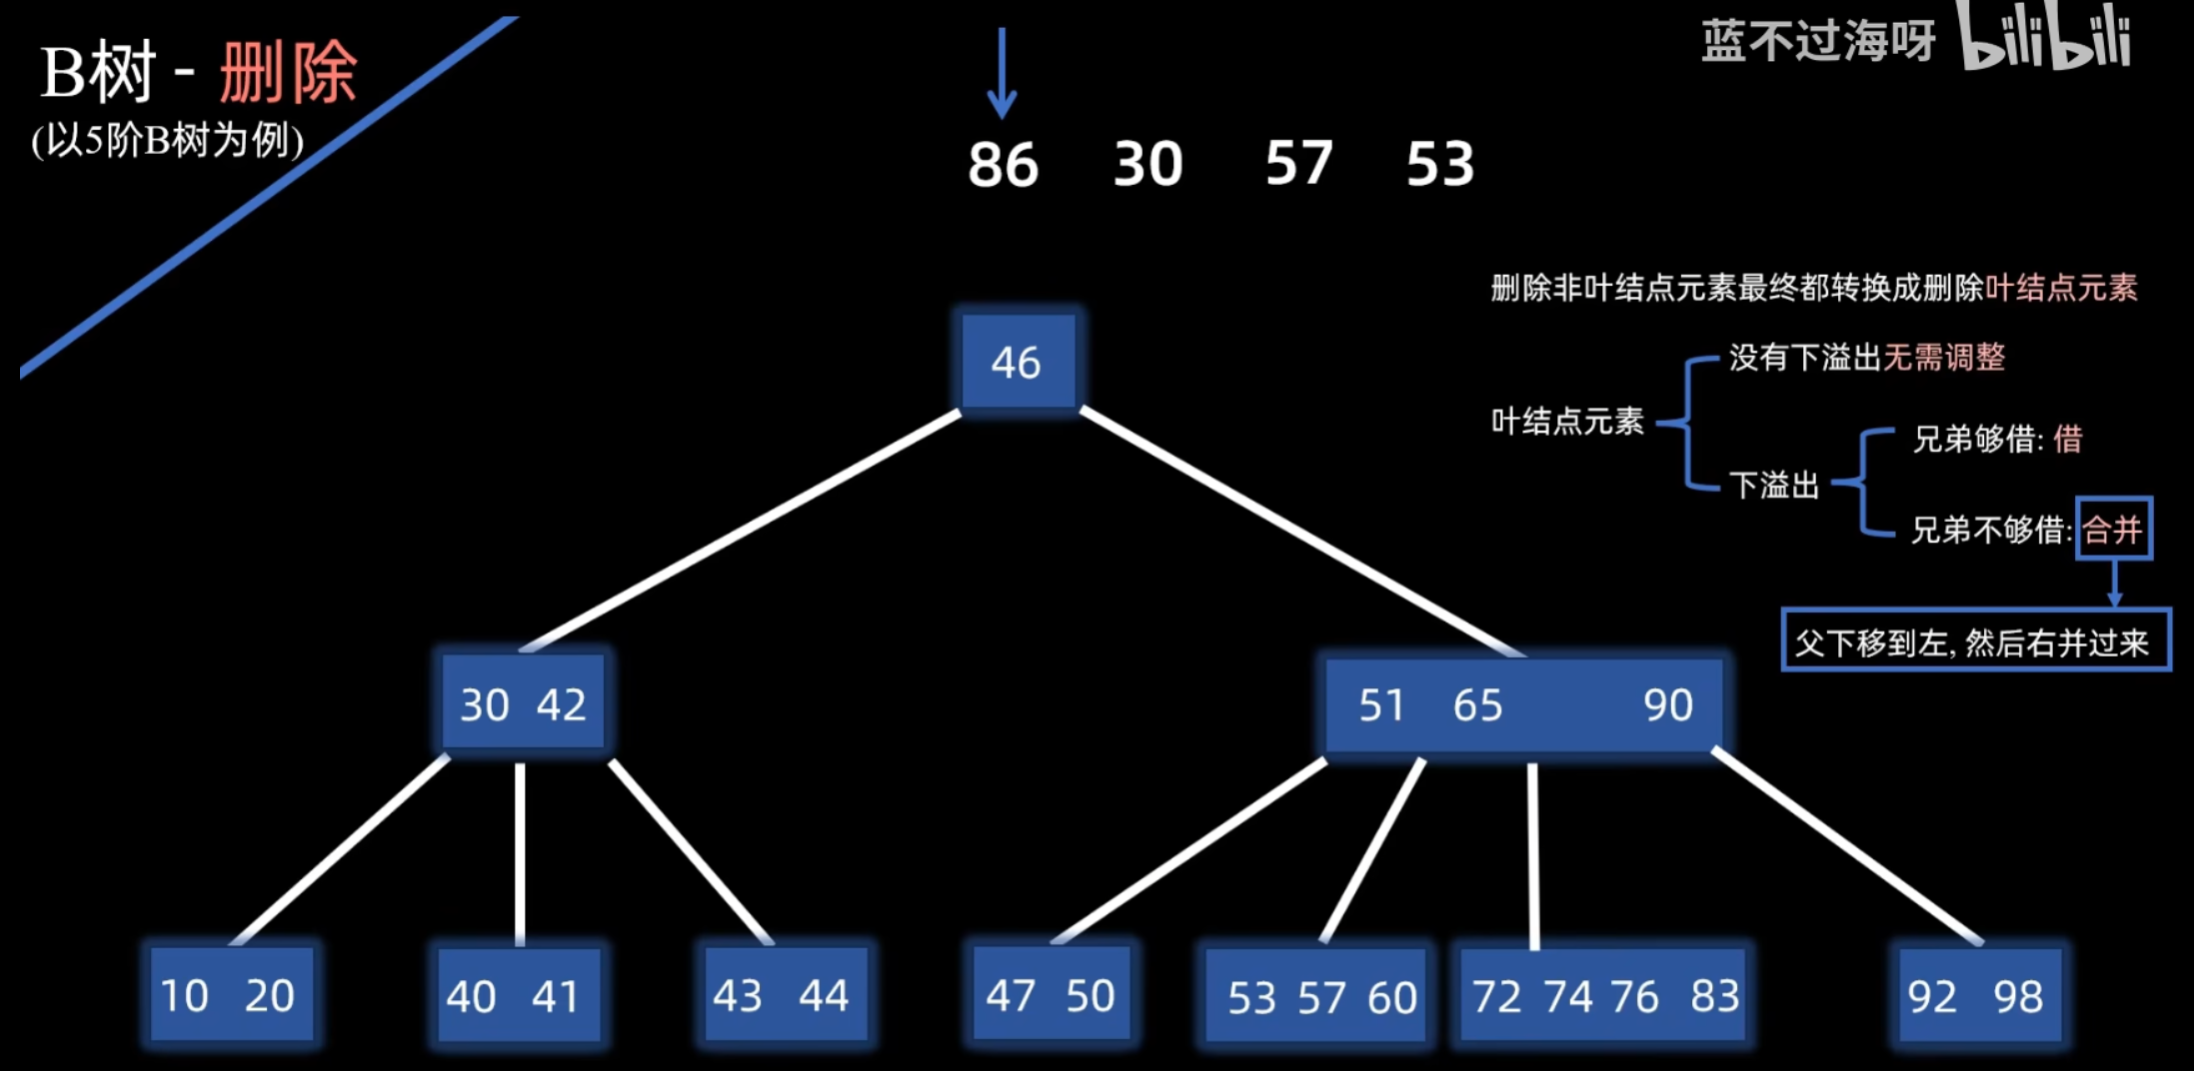 B树 - 删除
(以5阶B树为例)
蓝不过海呀 bilibili
86 30 57 53
删除非叶结点元素最终都转换成删除叶结点元素
没有下溢出无需调整
叶结点元素
兄弟够借: 借
下溢出
兄弟不够借: 合并
父下移到左, 然后右并过来
46
30 42
51 65 90
10 20
40 41
43 44
47 50
53 57 60
72 74 76 83
92 98